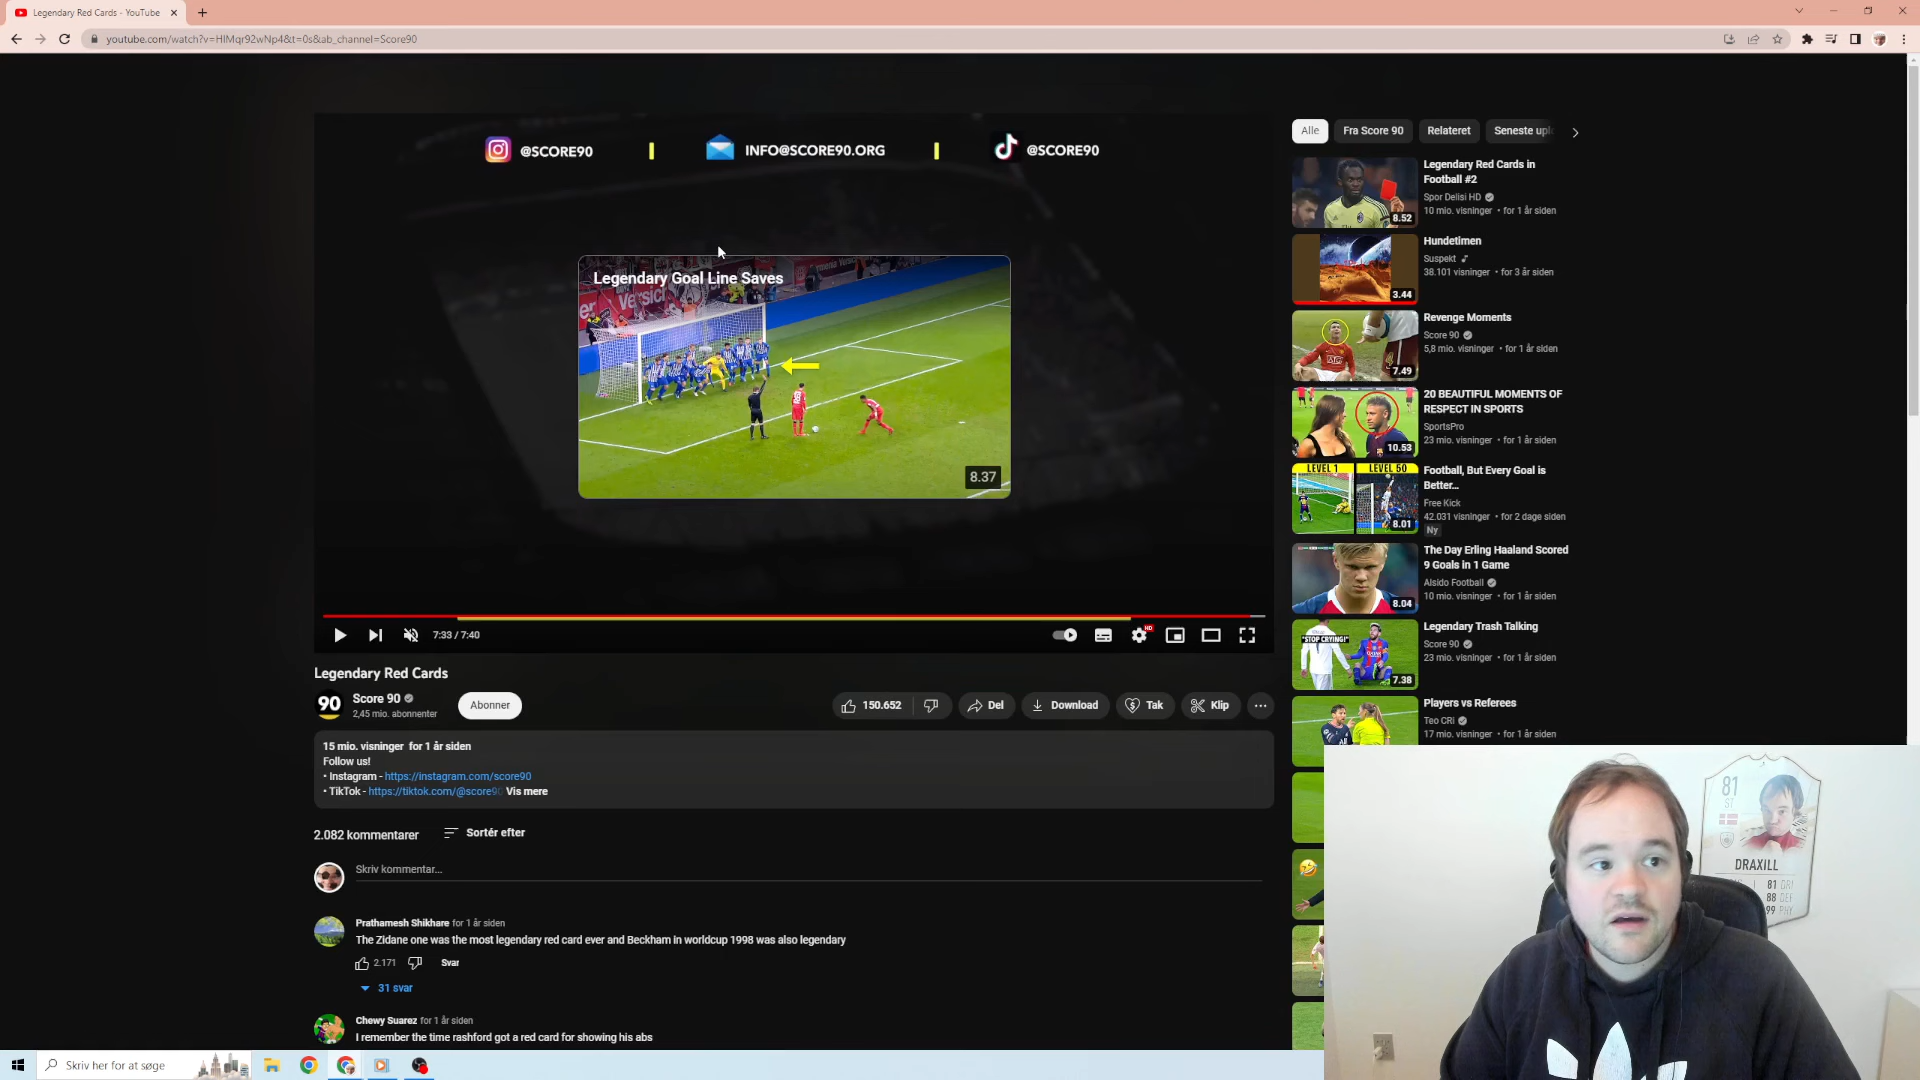 Legendary Red Cards - YouTube
youtube.com/watch?v=HlMqr92wNp4&t=0s&ab_channel=Score90
@SCORE90
INFO@SCORE90.ORG
@SCORE90
Legendary Goal Line Saves
8.37
7:33 / 7:40
HD
Legendary Red Cards
90
Score 90
2,45 mio. abonnenter
Abonner
150.652
Del
Download
Tak
Klip
15 mio. visninger for 1 år siden
Follow us!
• Instagram - https://instagram.com/score90
• TikTok - https://tiktok.com/@score90 Vis mere
2.082 kommentarer
Sortér efter
Skriv kommentar...
Prathamesh Shikhare for 1 år siden
The Zidane one was the most legendary red card ever and Beckham in worldcup 1998 was also legendary
2.171
Svar
31 svar
Chewy Suarez for 1 år siden
I remember the time rashford got a red card for showing his abs
Alle
Fra Score 90
Relateret
Seneste
8.52
Legendary Red Cards in
Football #2
Spor Delisi HD
10 mio. visninger • for 1 år siden
3.44
Hundetimen
Suspekt
38.101 visninger • for 3 år siden
7.49
Revenge Moments
Score 90
5,8 mio. visninger • for 1 år siden
10.53
20 BEAUTIFUL MOMENTS OF
RESPECT IN SPORTS
SportsPro
23 mio. visninger • for 1 år siden
LEVEL 1
LEVEL 50
8.01
Football, But Every Goal is
Better...
Free Kick
42.031 visninger • for 2 dage siden
Ny
8.04
The Day Erling Haaland Scored
9 Goals in 1 Game
Alsido Football
10 mio. visninger • for 1 år siden
"STOP CRYING!"
7.38
Legendary Trash Talking
Score 90
23 mio. visninger • for 1 år siden
Players vs Referees
Teo CRi
17 mio. visninger • for 1 år siden
81
ST
DRAXILL
81 DRI
88 DEF
99 PHY
Skriv her for at søge